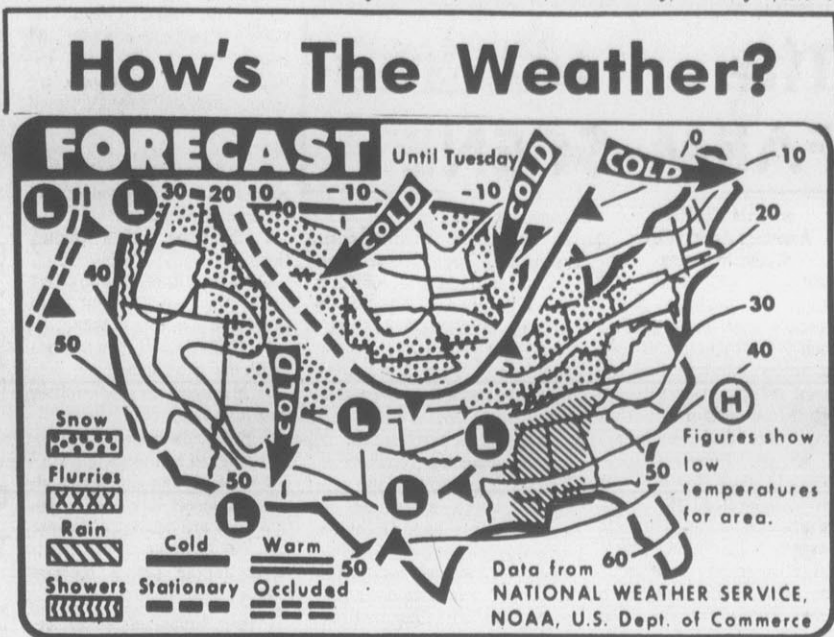 How's The Weather?
FORECAST
Until Tuesday
COLD
COLD
COLD
0
-10
L
L
30
20
10
0
-10
-10
20
40
30
50
40
COLD
H
L
L
Snow
Figures show
low
temperatures
for area.
Flurries
XXXX
50
L
L
50
Rain
Cold
Warm
50
60
Showers
Stationary
Occluded
Data from
NATIONAL WEATHER SERVICE,
NOAA, U.S. Dept. of Commerce